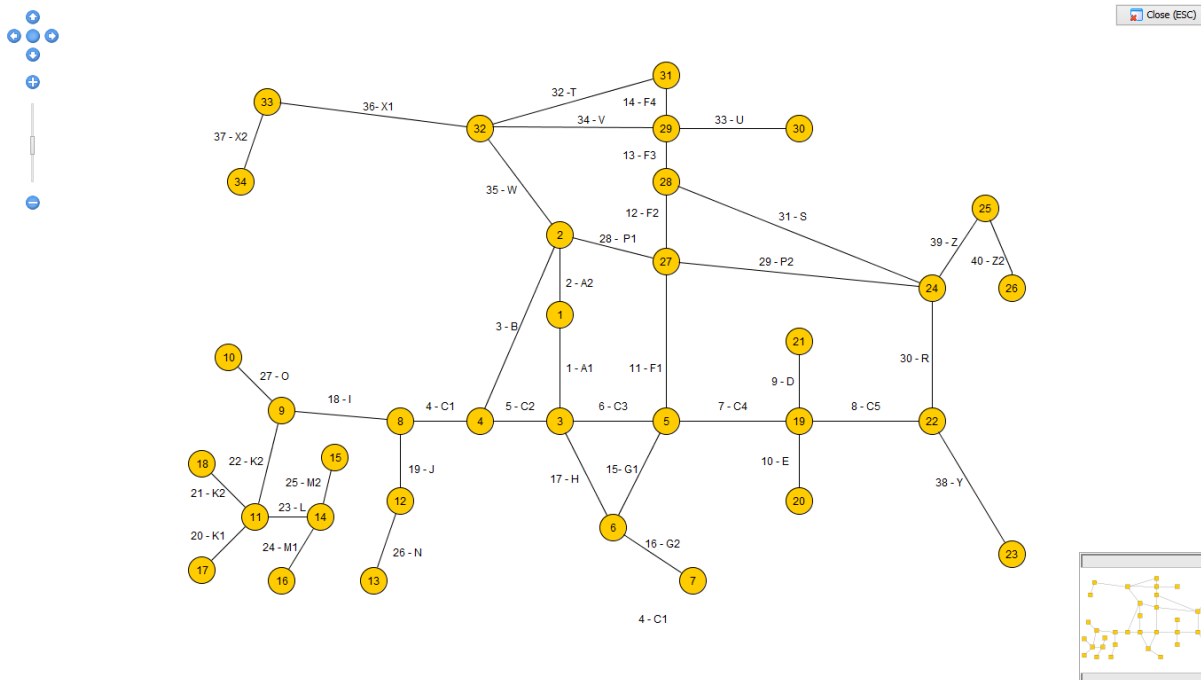 Close (ESC)
31
32 -T
14 - F4
33
36- X1
32
34 - V
29
33 - U
30
37 - X2
13 - F3
34
28
35 - W
12 - F2
31 - S
25
2
28 - P1
39 - Z
27
29 - P2
40 - Z2
2 - A2
24
26
1
3 - B
21
10
30 - R
1 - A1
11 - F1
27 - O
9 - D
18 - I
9
4 - C1
5 - C2
6 - C3
7 - C4
8 - C5
8
4
3
5
19
22
18
22 - K2
15
19 - J
17 - H
15- G1
10 - E
25 - M2
38 - Y
21 - K2
12
20
23 - L
11
14
6
20 - K1
24 - M1
26 - N
16 - G2
23
17
16
13
7
4 - C1